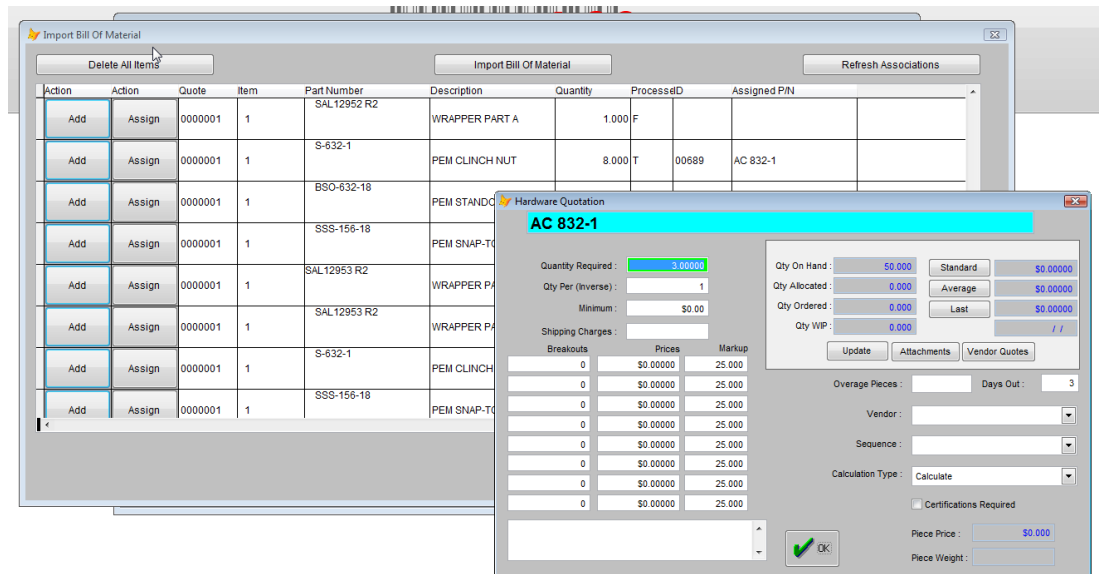 Import Bill Of Material
Delete All Items Import Bill Of Material Refresh Associations
Action Action Quote Item Part Number Description Quantity Processed ID Assigned P/N
Add Assign 0000001 1 SAL12952 R2 WRAPPER PART A 1.000 F
Add Assign 0000001 1 S-632-1 PEM CLINCH NUT 8.000 T 00689 AC 832-1
Add Assign 0000001 1 BSO-632-18 PEM STANDO
Add Assign 0000001 1 SSS-156-18 PEM SNAP-TO
Add Assign 0000001 1 SAL12953 R2 WRAPPER PA
Add Assign 0000001 1 SAL12953 R2 WRAPPER PA
Add Assign 0000001 1 S-632-1 PEM CLINCH
Add Assign 0000001 1 SSS-156-18 PEM SNAP-TO
Hardware Quotation
AC 832-1
Quantity Required : 3.00000
Qty Per (Inverse) : 1
Minimum : $0.00
Shipping Charges :
Breakouts Prices Markup
0 $0.00000 25.000
0 $0.00000 25.000
0 $0.00000 25.000
0 $0.00000 25.000
0 $0.00000 25.000
0 $0.00000 25.000
0 $0.00000 25.000
0 $0.00000 25.000
Qty On Hand : 50.000 Standard $0.00000
Qty Allocated : 0.000 Average $0.00000
Qty Ordered : 0.000 Last $0.00000
Qty WIP : 0.000 / /
Update Attachments Vendor Quotes
Overage Pieces : Days Out : 3
Vendor :
Sequence :
Calculation Type : Calculate
Certifications Required
OK
Piece Price : $0.000
Piece Weight :